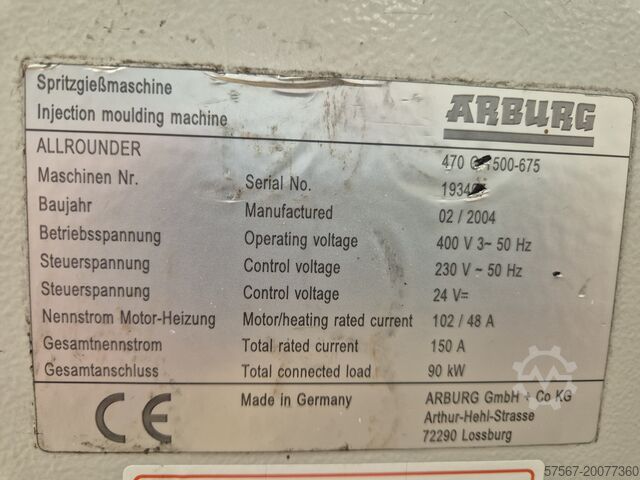 Spritzgießmaschine
Injection moulding machine
ARBURG
ALLROUNDER 470 500-675
Maschinen Nr. Serial No.
Baujahr Manufactured 02 / 2004
Betriebsspannung Operating voltage 400 V 3~ 50 Hz
Steuerspannung Control voltage 230 V ~ 50 Hz
Steuerspannung Control voltage 24 V=
Nennstrom Motor-Heizung Motor/heating rated current 102 / 48 A
Gesamtnennstrom Total rated current 150 A
Gesamtanschluss Total connected load 90 kW
CE Made in Germany ARBURG GmbH + Co KG
Arthur-Hehl-Strasse
72290 Lossburg
57567-20077360